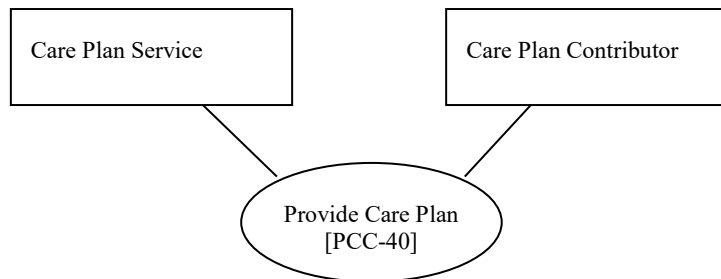 Care Plan Service
Care Plan Contributor
Provide Care Plan
[PCC-40]